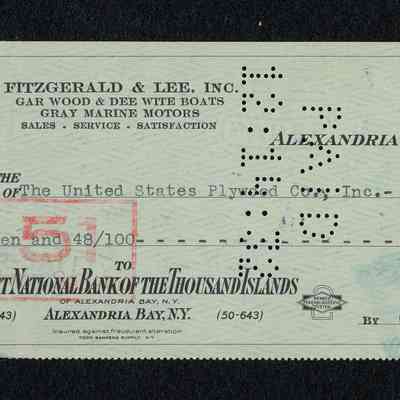 FITZGERALD & LEE, INC.
GAR WOOD & DEE WITE BOATS
GRAY MARINE MOTORS
SALES - SERVICE - SATISFACTION
ALEXANDRIA
THE
OF The United States Plywood Co., Inc.-
51
en and 48/100- - - - - - - - - - - -
TO
T NATIONAL BANK OF THE THOUSAND ISLANDS
OF ALEXANDRIA BAY, N.Y.
43) ALEXANDRIA BAY, N.Y. (50-643)
BY
Insured against fraudulent alteration
PAID